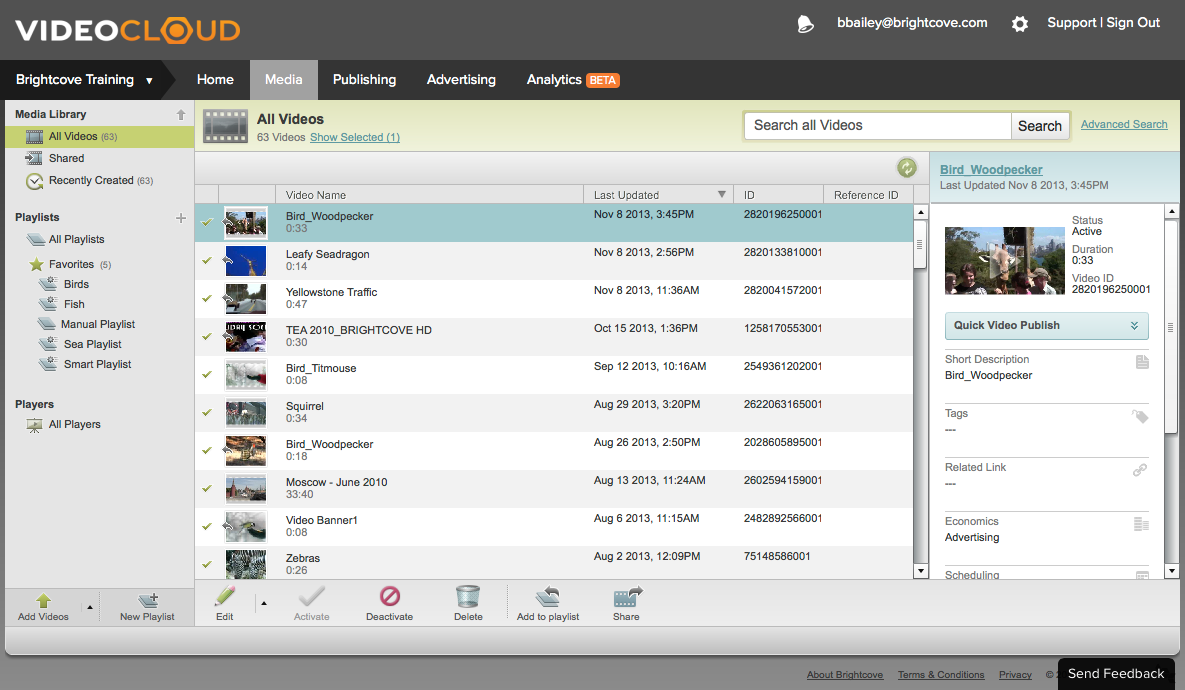 VIDEOCLOUD
bbailey@brightcove.com
Support | Sign Out
Brightcove Training
Home
Media
Publishing
Advertising
Analytics BETA
Media Library
All Videos (63)
Shared
Recently Created (63)
Playlists
All Playlists
Favorites (5)
Birds
Fish
Manual Playlist
Sea Playlist
Smart Playlist
Players
All Players
Add Videos
New Playlist
All Videos
63 Videos Show Selected (1)
Search all Videos
Search
Advanced Search
Video Name
Last Updated
ID
Reference ID
Bird_Woodpecker
0:33
Nov 8 2013, 3:45PM
2820196250001
Leafy Seadragon
0:14
Nov 8 2013, 2:56PM
2820133810001
Yellowstone Traffic
0:47
Nov 8 2013, 11:36AM
2820041572001
TEA 2010_BRIGHTCOVE HD
0:30
Oct 15 2013, 1:36PM
1258170553001
Bird_Titmouse
0:08
Sep 12 2013, 10:16AM
2549361202001
Squirrel
0:34
Aug 29 2013, 3:20PM
2622063165001
Bird_Woodpecker
0:18
Aug 26 2013, 2:50PM
2028605895001
Moscow - June 2010
33:40
Aug 13 2013, 11:24AM
2602594159001
Video Banner1
0:08
Aug 6 2013, 11:15AM
2482892566001
Zebras
0:26
Aug 2 2013, 12:09PM
75148586001
Edit
Activate
Deactivate
Delete
Add to playlist
Share
Bird_Woodpecker
Last Updated Nov 8 2013, 3:45PM
Status
Active
Duration
0:33
Video ID
2820196250001
Quick Video Publish
Short Description
Bird_Woodpecker
Tags
---
Related Link
---
Economics
Advertising
Scheduling
About Brightcove
Terms & Conditions
Privacy
©
Send Feedback